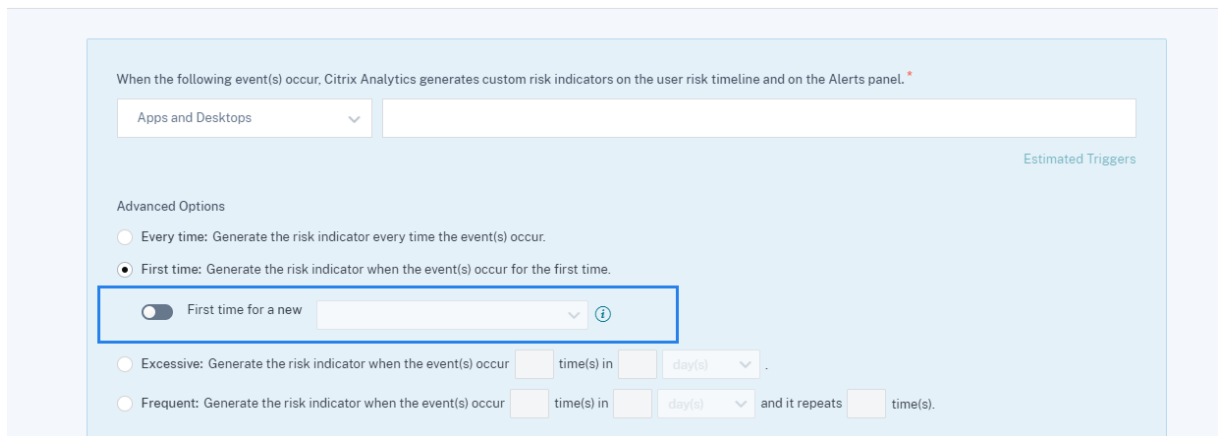 When the following event(s) occur, Citrix Analytics generates custom risk indicators on the user risk timeline and on the Alerts panel. *
Apps and Desktops
Estimated Triggers
Advanced Options
Every time: Generate the risk indicator every time the event(s) occur.
First time: Generate the risk indicator when the event(s) occur for the first time.
First time for a new
Excessive: Generate the risk indicator when the event(s) occur time(s) in day(s) .
Frequent: Generate the risk indicator when the event(s) occur time(s) in day(s) and it repeats time(s).